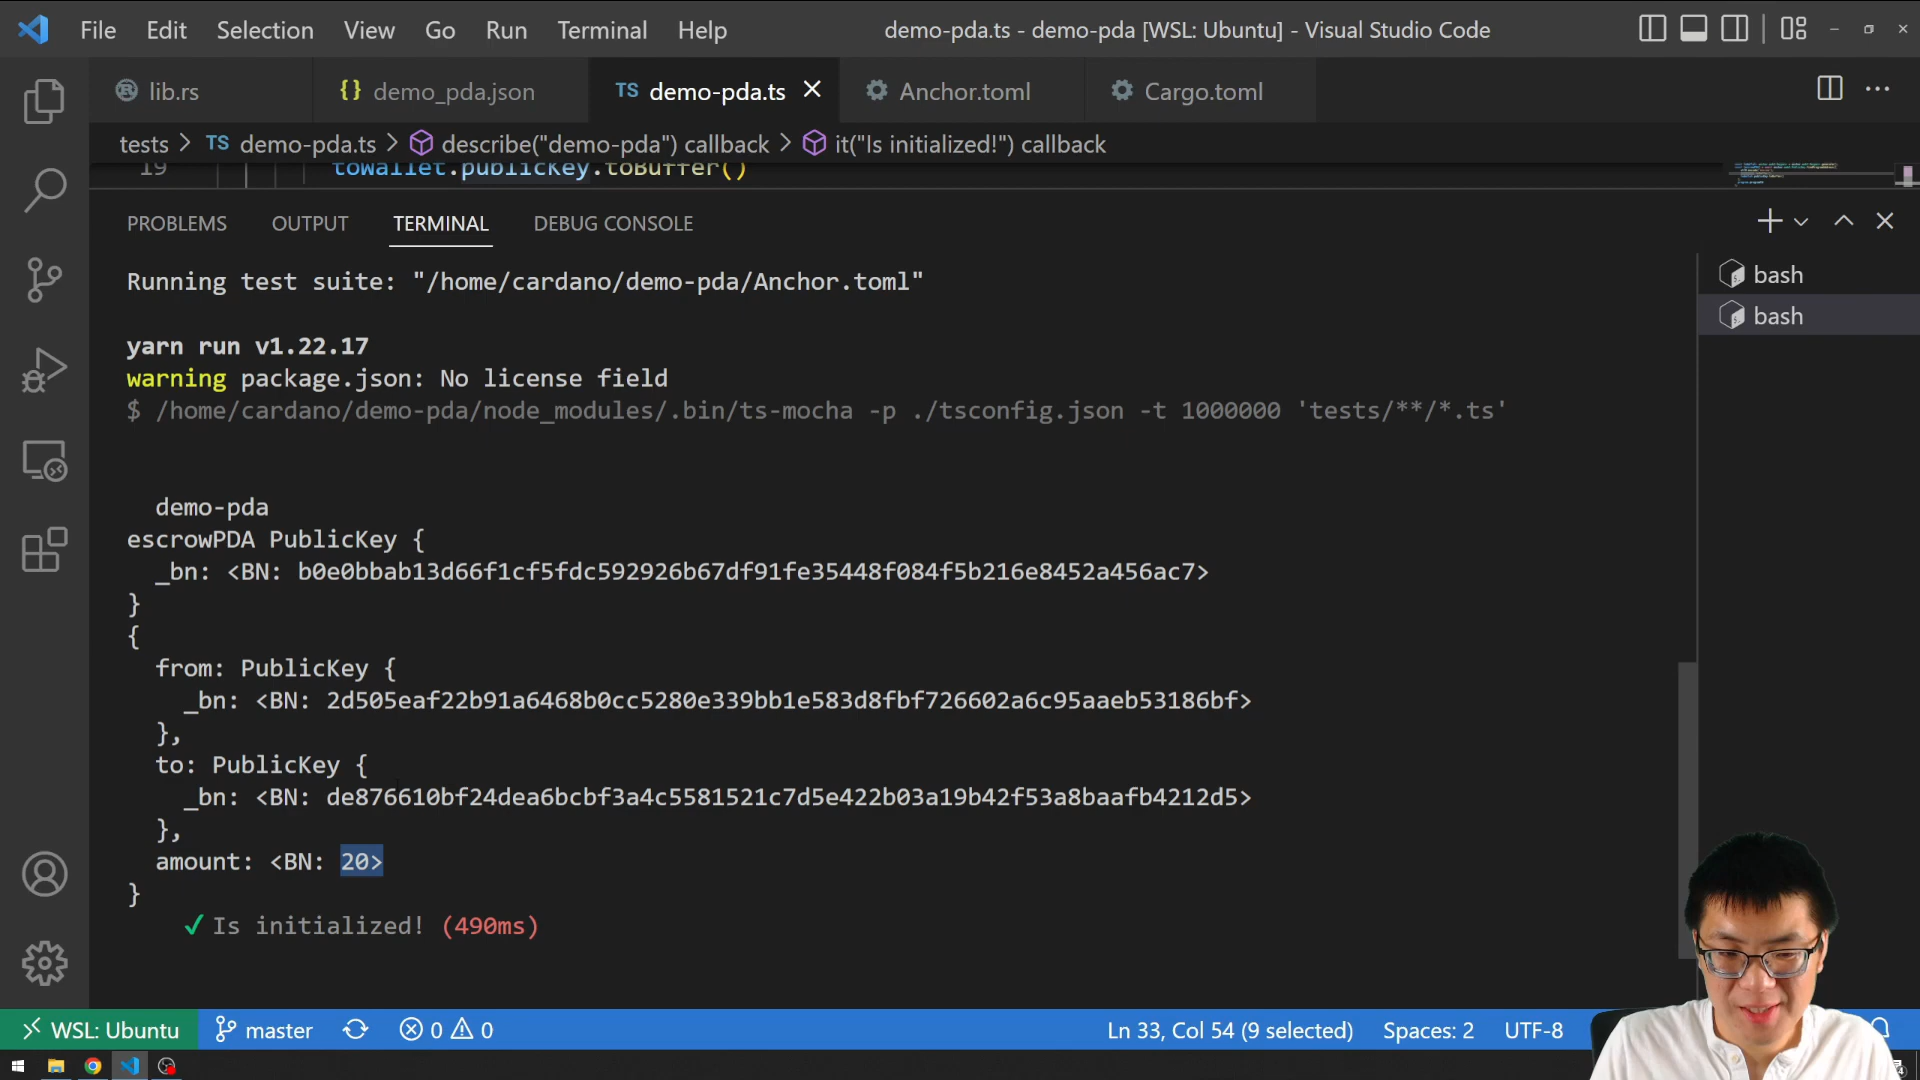 File Edit Selection View Go Run Terminal Help demo-pda.ts - demo-pda [WSL: Ubuntu] - Visual Studio Code
lib.rs {} demo_pda.json TS demo-pda.ts Anchor.toml Cargo.toml
tests > TS demo-pda.ts > describe("demo-pda") callback > it("Is initialized!") callback
19 toWallet.publicKey.toBuffer()
PROBLEMS OUTPUT TERMINAL DEBUG CONSOLE
bash
bash
Running test suite: "/home/cardano/demo-pda/Anchor.toml"
yarn run v1.22.17
warning package.json: No license field
$ /home/cardano/demo-pda/node_modules/.bin/ts-mocha -p ./tsconfig.json -t 1000000 'tests/**/*.ts'
demo-pda
escrowPDA PublicKey {
_bn: <BN: b0e0bbab13d66f1cf5fdc592926b67df91fe35448f084f5b216e8452a456ac7>
}
{
from: PublicKey {
_bn: <BN: 2d505eaf22b91a6468b0cc5280e339bb1e583d8fbf726602a6c95aaeb53186bf>
},
to: PublicKey {
_bn: <BN: de876610bf24dea6bcbf3a4c5581521c7d5e422b03a19b42f53a8baafb4212d5>
},
amount: <BN: 20>
}
✓ Is initialized! (490ms)
WSL: Ubuntu master 0 0 Ln 33, Col 54 (9 selected) Spaces: 2 UTF-8